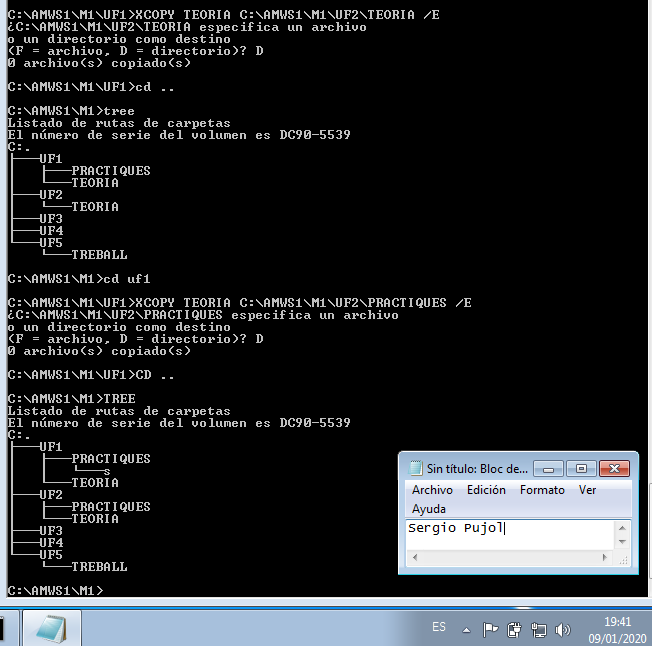 C:\AMWS1\M1\UF1>XCOPY TEORIA C:\AMWS1\M1\UF2\TEORIA /E
¿C:\AMWS1\M1\UF2\TEORIA especifica un archivo
o un directorio como destino
(F = archivo, D = directorio)? D
0 archivo(s) copiado(s)
C:\AMWS1\M1\UF1>cd ..
C:\AMWS1\M1>tree
Listado de rutas de carpetas
El número de serie del volumen es DC90-5539
C:.
├───UF1
│   ├───PRACTIQUES
│   └───TEORIA
├───UF2
│   └───TEORIA
├───UF3
├───UF4
└───UF5
    └───TREBALL
C:\AMWS1\M1>cd uf1
C:\AMWS1\M1\UF1>XCOPY TEORIA C:\AMWS1\M1\UF2\PRACTIQUES /E
¿C:\AMWS1\M1\UF2\PRACTIQUES especifica un archivo
o un directorio como destino
(F = archivo, D = directorio)? D
0 archivo(s) copiado(s)
C:\AMWS1\M1\UF1>CD ..
C:\AMWS1\M1>TREE
Listado de rutas de carpetas
El número de serie del volumen es DC90-5539
C:.
├───UF1
│   ├───PRACTIQUES
│   │   └───s
│   └───TEORIA
├───UF2
│   ├───PRACTIQUES
│   └───TEORIA
├───UF3
├───UF4
└───UF5
    └───TREBALL
C:\AMWS1\M1>
Sin título: Bloc de...
Archivo Edición Formato Ver
Ayuda
Sergio Pujol
ES
19:41
09/01/2020